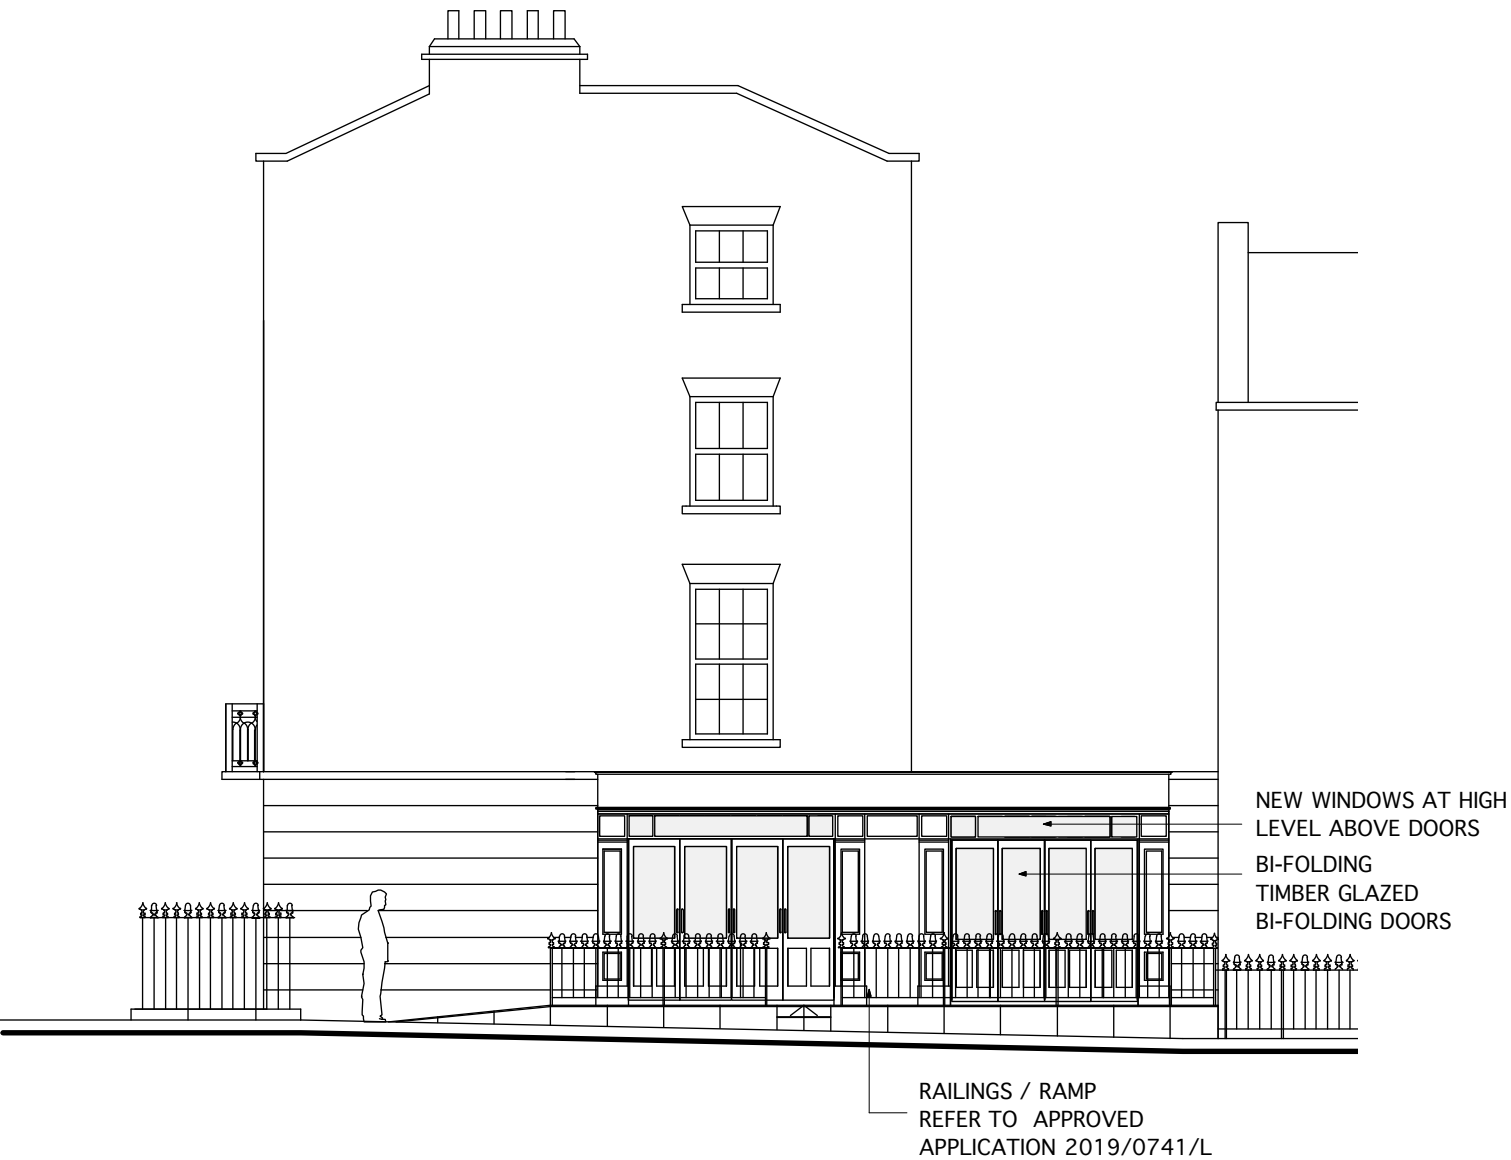 NEW WINDOWS AT HIGH
LEVEL ABOVE DOORS
BI-FOLDING
TIMBER GLAZED
BI-FOLDING DOORS
RAILINGS / RAMP
REFER TO APPROVED
APPLICATION 2019/0741/L